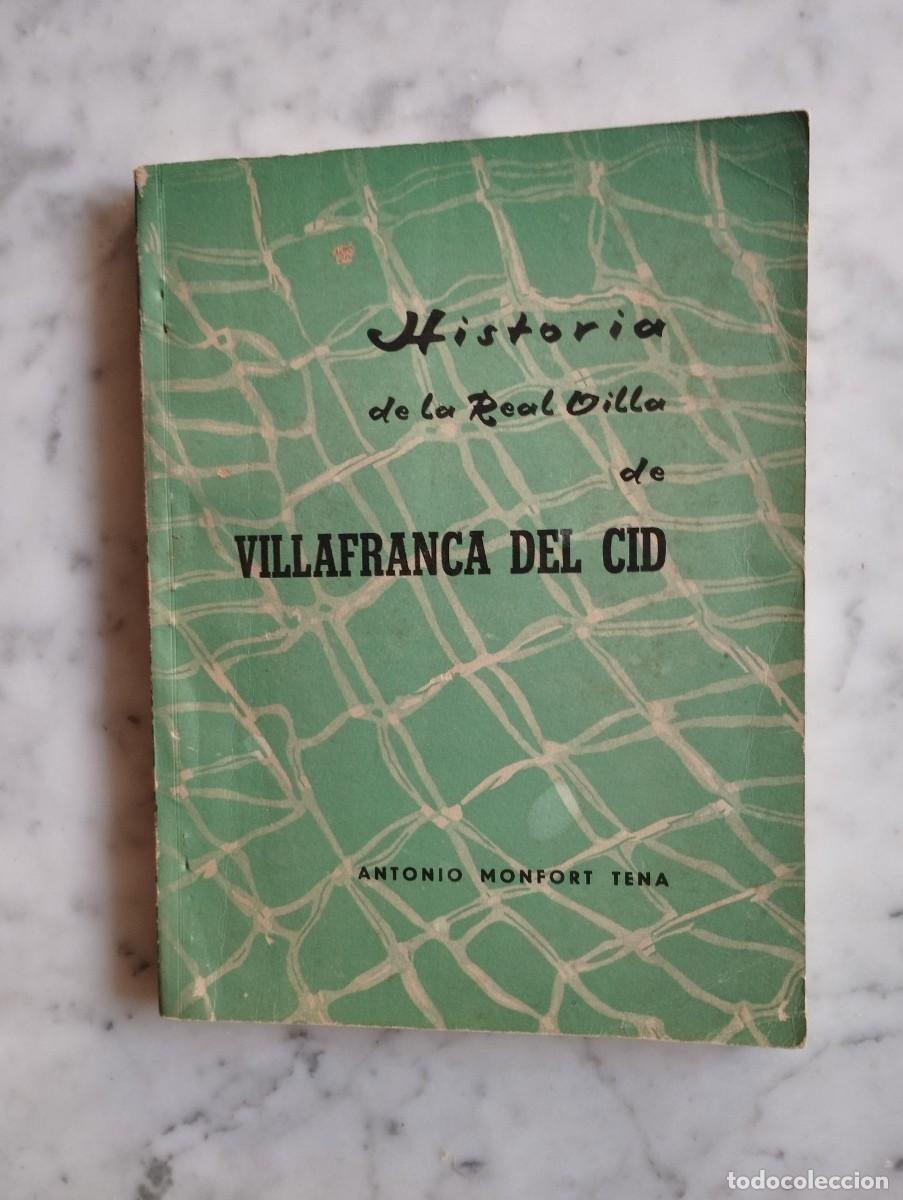 Historia
de la Real Villa
de
VILLAFRANCA DEL CID
ANTONIO MONFORT TENA
todocoleccion